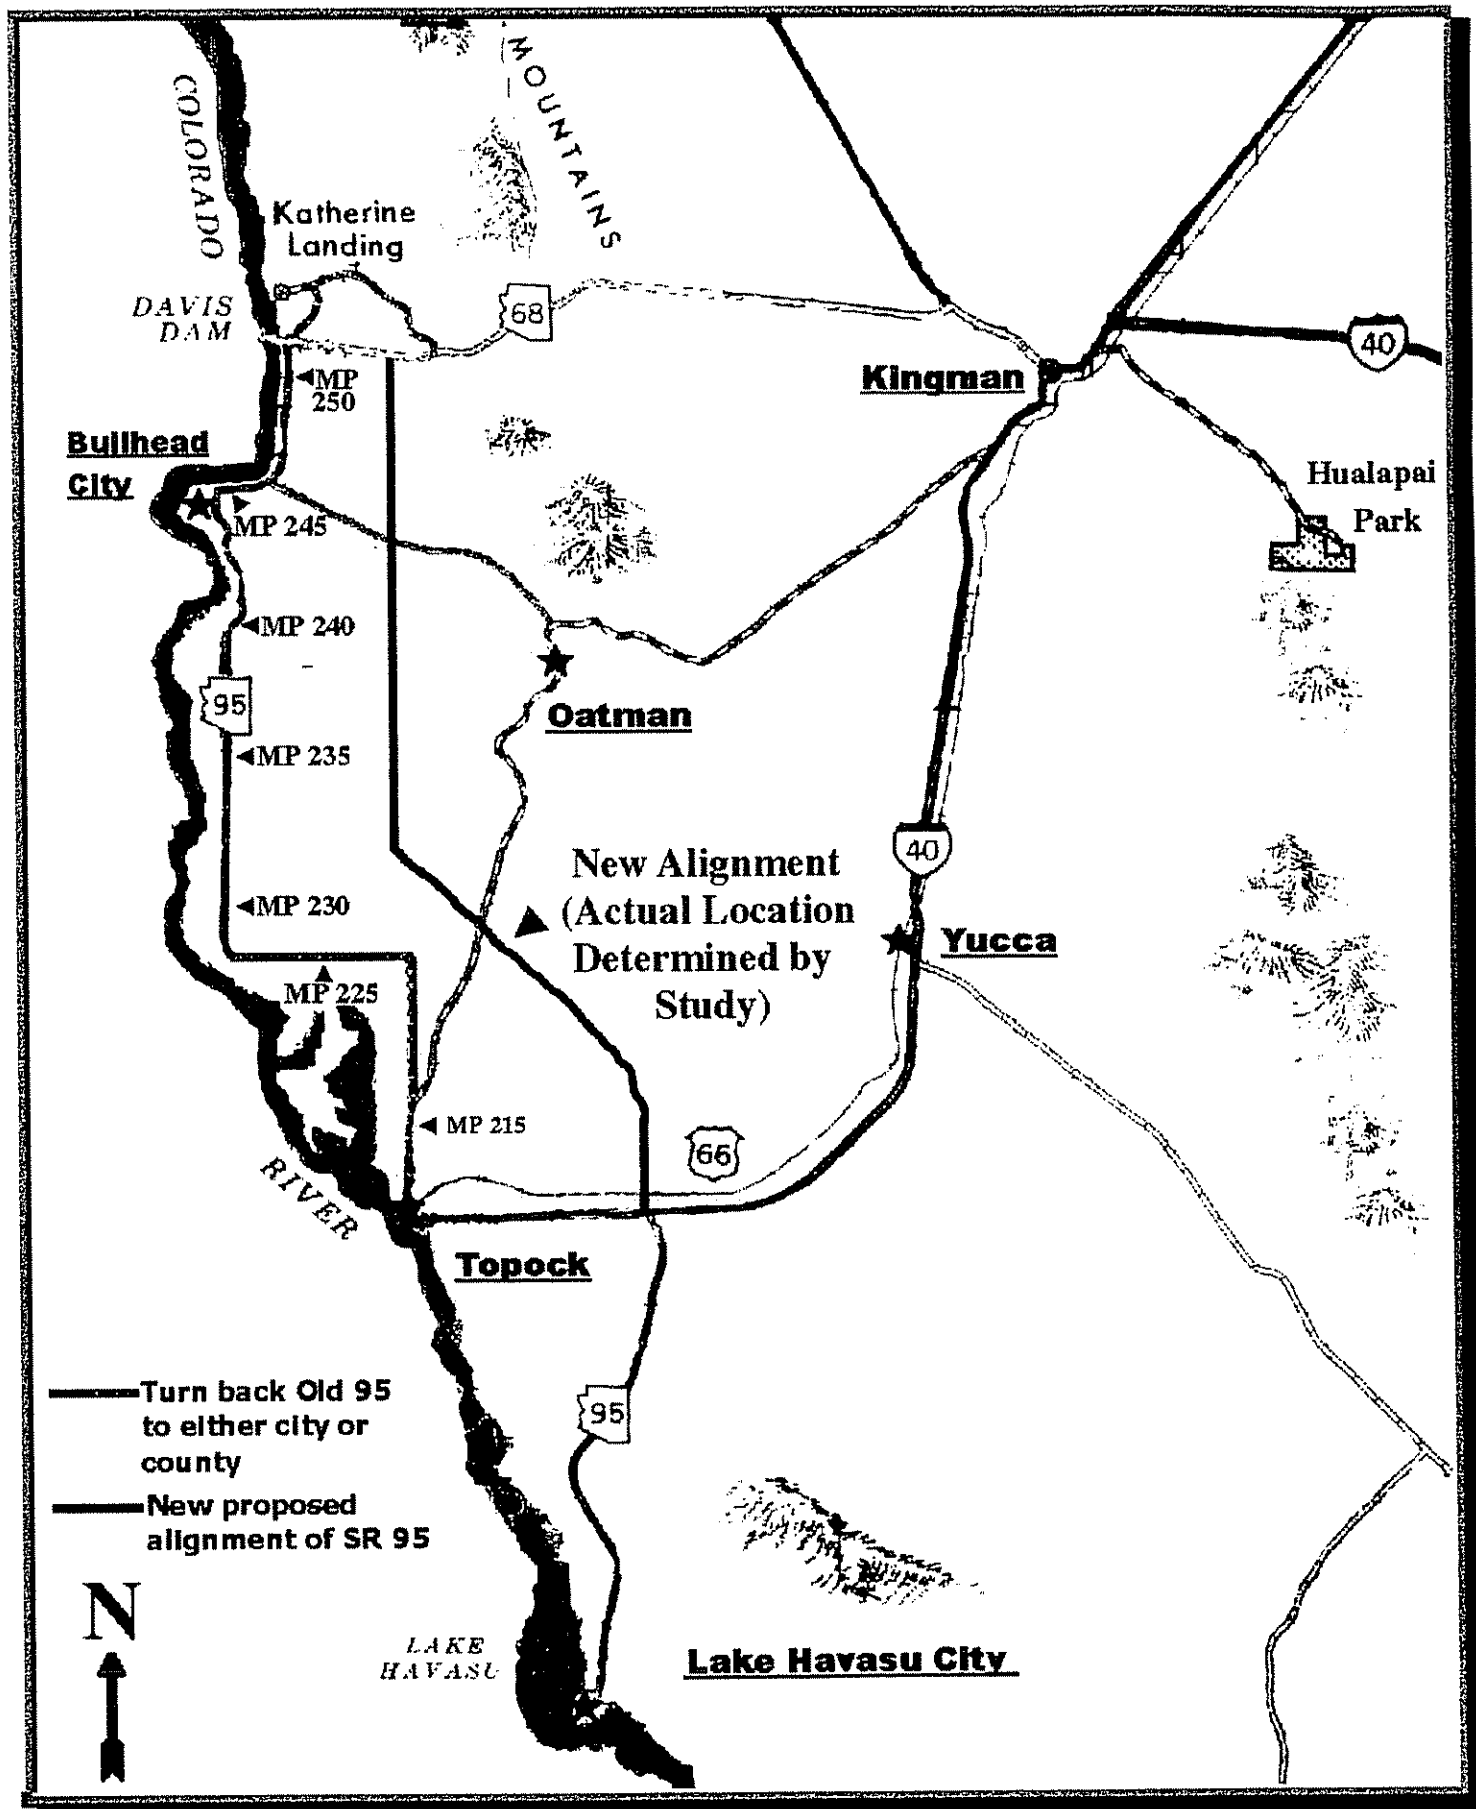 MOUNTAINS
COLORADO
Katherine
Landing
DAVIS
DAM
68
40
MP
250
Kingman
Bullhead
City
Hualapai
Park
MP 245
MP 240
95
Oatman
MP 235
40
New Alignment
(Actual Location
Determined by
Study)
MP 230
Yucca
MP 225
MP 215
66
RIVER
Topock
Turn back Old 95
to either city or
county
95
New proposed
alignment of SR 95
N
LAKE
HAVASU
Lake Havasu City